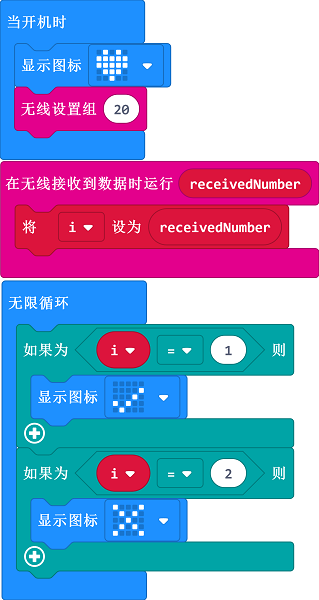 当开机时
显示图标
无线设置组 20
在无线接收到数据时运行 receivedNumber
将 i 设为 receivedNumber
无限循环
如果为 i = 1 则
显示图标
如果为 i = 2 则
显示图标